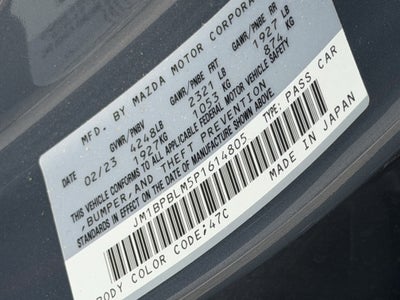 MFD. BY MAZDA MOTOR CORPORAT
GVWR/PNBV GAWR/PNBE FRT GAWR/PNBE
02/23 4248LB 2321 LB 1927 LB
1927KG 1053 KG 874 KG
THIS VEHICLE CONFORMS TO ALL APPLICABLE FEDERAL MOTOR VEHICLE SAFETY
, BUMPER, AND THEFT PREVENTION
STANDARDS IN EFFECT ON THE DATE OF MANUFACTURE SHOWN ABOVE.
JM1BPBLM5P1614805 TYPE: PASS CAR
BODY COLOR CODE;47C MADE IN JAPAN